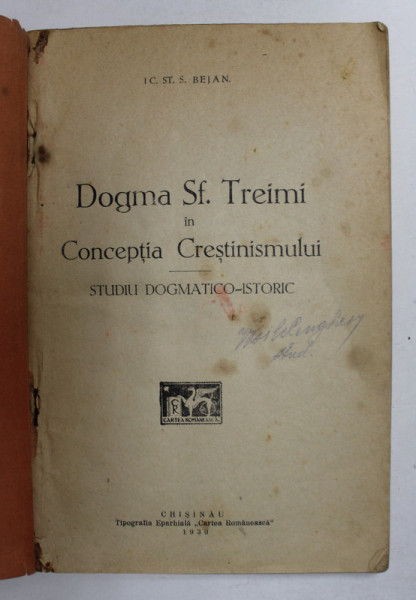 IC. ST. S. BEJAN.
Dogma Sf. Treimi
în
Concepția Creștinismului
STUDIU DOGMATICO-ISTORIC
CR
CARTEA ROMÂNEASCĂ
CHIȘINĂU
Tipografia Eparhială „Cartea Românească”